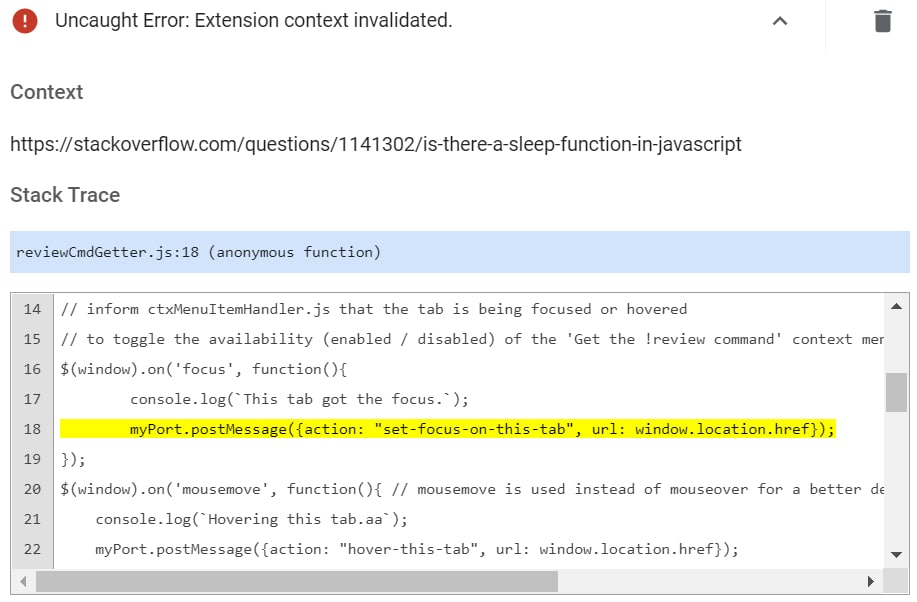 Uncaught Error: Extension context invalidated.
Context
https://stackoverflow.com/questions/1141302/is-there-a-sleep-function-in-javascript
Stack Trace
reviewCmdGetter.js:18 (anonymous function)
14 // inform ctxMenuItemHandler.js that the tab is being focused or hovered
15 // to toggle the availability (enabled / disabled) of the 'Get the !review command' context mer
16 $(window).on('focus', function(){
17 console.log(`This tab got the focus.`);
18 myPort.postMessage({action: "set-focus-on-this-tab", url: window.location.href});
19 });
20 $(window).on('mousemove', function(){ // mousemove is used instead of mouseover for a better de
21 console.log(`Hovering this tab.aa`);
22 myPort.postMessage({action: "hover-this-tab", url: window.location.href});